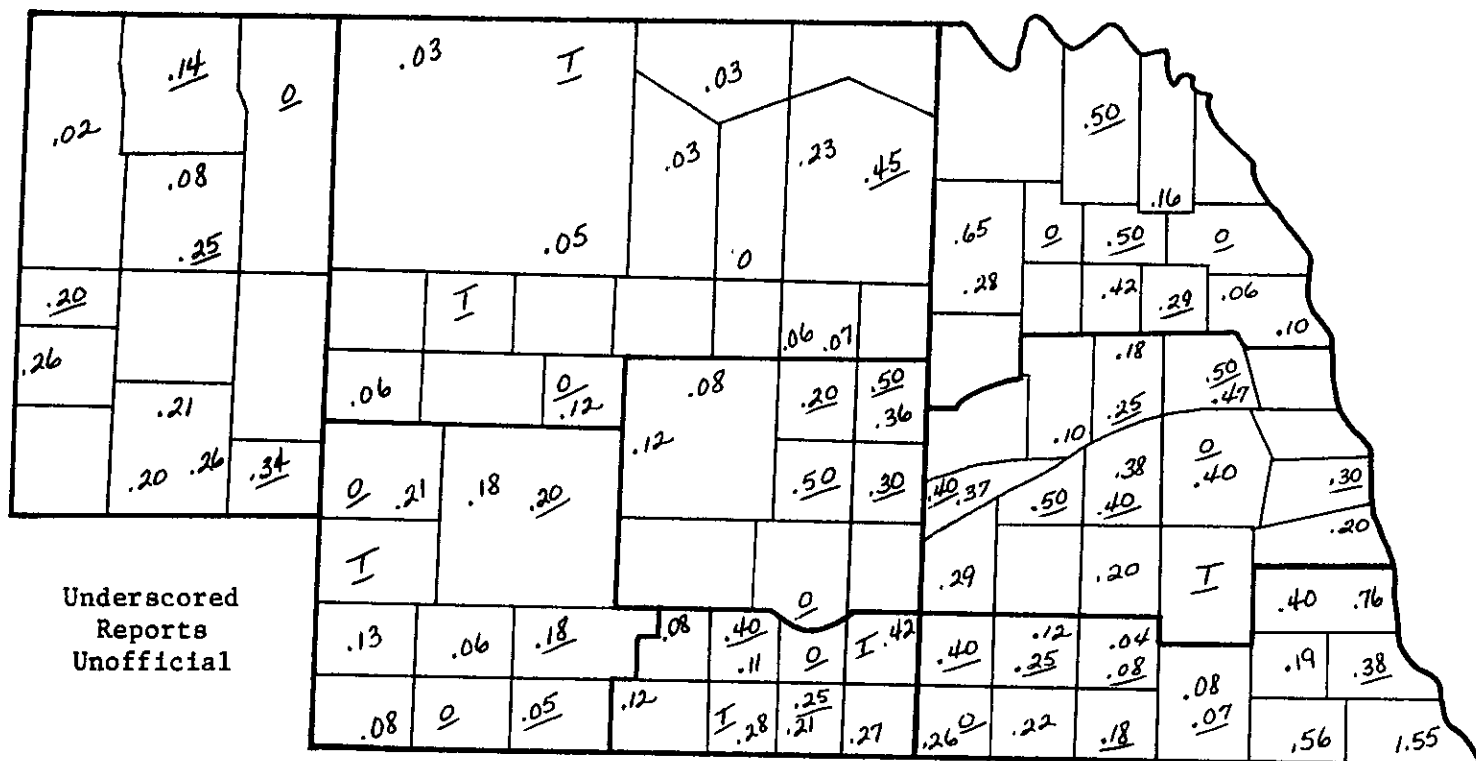 .03 T .03
.14 0
.02 .50
.08 .03 .23 .45
.16
.25 .05 0 .65 0 .50 0
.20 T .28 .42 .29 .06
.26 .06 .07 .10
.18
.06 0 .08 .20 .50 .50
.12 .36 .25 .47
.21 .12 .10
.20 .26 .34 0 .21 .18 .20 .50 .30 .40 .37 .50 .38 0 .30
.40 .40
.20
T .29 .20 T
Underscored
Reports
Unofficial
0 .40 .76
.13 .06 .18 .08 .40 0 T .42 .40 .12 .04
.11 .25 .08 .19 .38
.08 0 .05 .12 T .25 .08
.28 .21 .27 .26 0 .22 .18 .07
.56 1.55